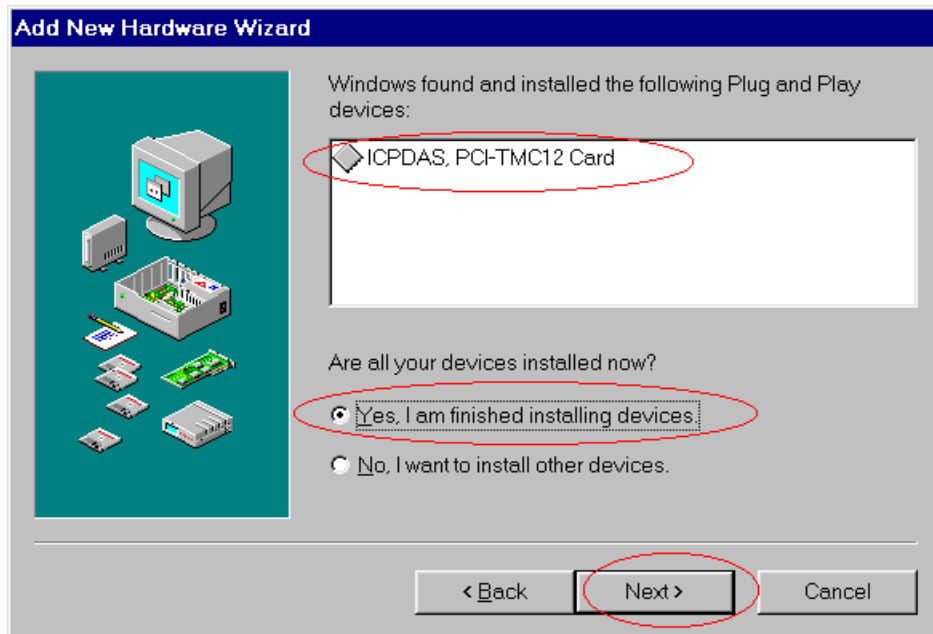 Add New Hardware Wizard
Windows found and installed the following Plug and Play
devices:
ICPDAS, PCI-TMC12 Card
Are all your devices installed now?
Yes, I am finished installing devices.
No, I want to install other devices.
< Back
Next >
Cancel